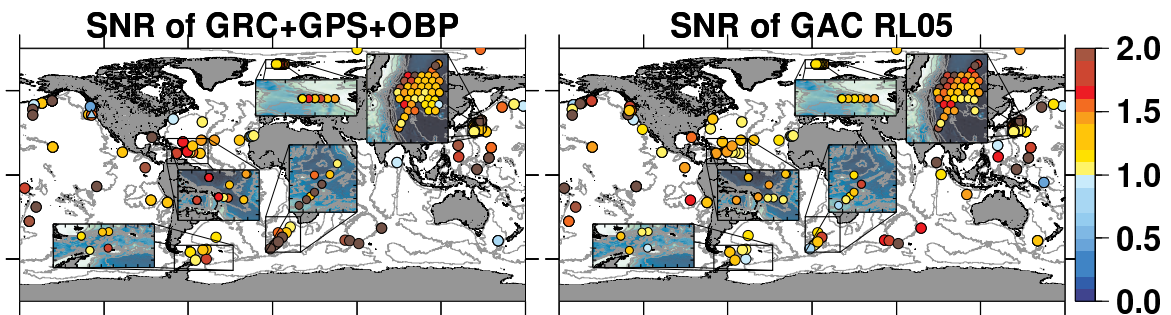 SNR of GRC+GPS+OBP
SNR of GAC RL05
2.0
1.5
1.0
0.5
0.0